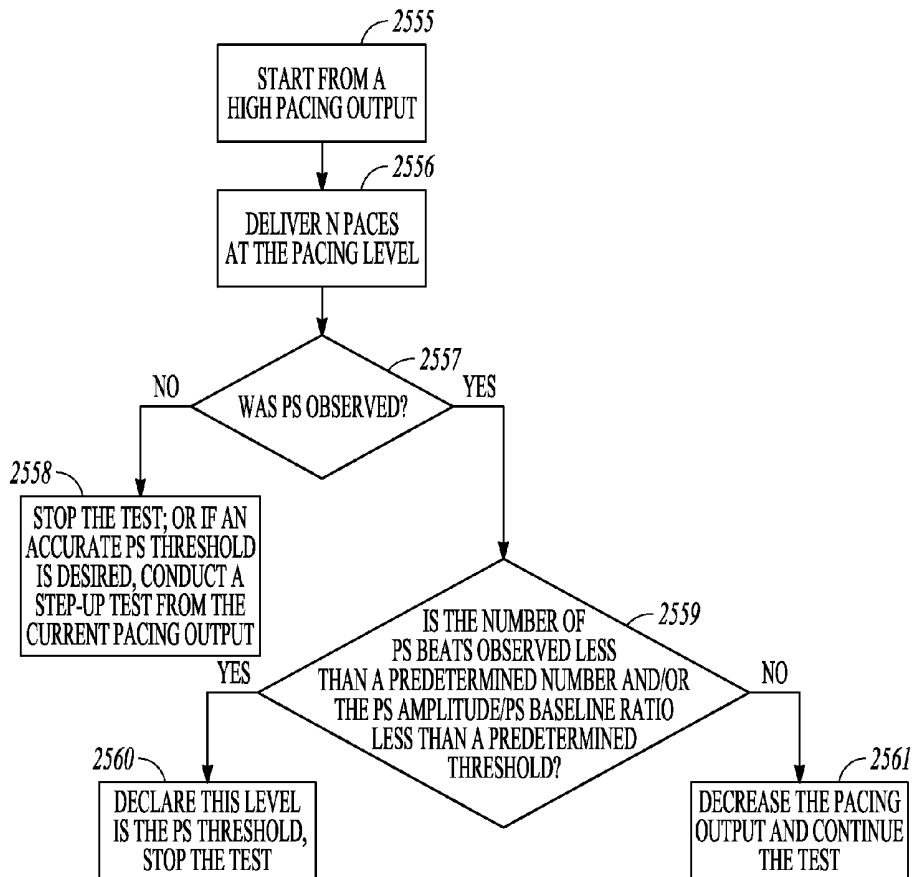 2555
START FROM A
HIGH PACING OUTPUT
2556
DELIVER N PACES
AT THE PACING LEVEL
2557
WAS PS OBSERVED?
NO
YES
2558
STOP THE TEST; OR IF AN
ACCURATE PS THRESHOLD
IS DESIRED, CONDUCT A
STEP-UP TEST FROM THE
CURRENT PACING OUTPUT
2559
IS THE NUMBER OF
PS BEATS OBSERVED LESS
THAN A PREDETERMINED NUMBER AND/OR
THE PS AMPLITUDE/PS BASELINE RATIO
LESS THAN A PREDETERMINED
THRESHOLD?
YES
NO
2560
DECLARE THIS LEVEL
IS THE PS THRESHOLD,
STOP THE TEST
2561
DECREASE THE PACING
OUTPUT AND CONTINUE
THE TEST